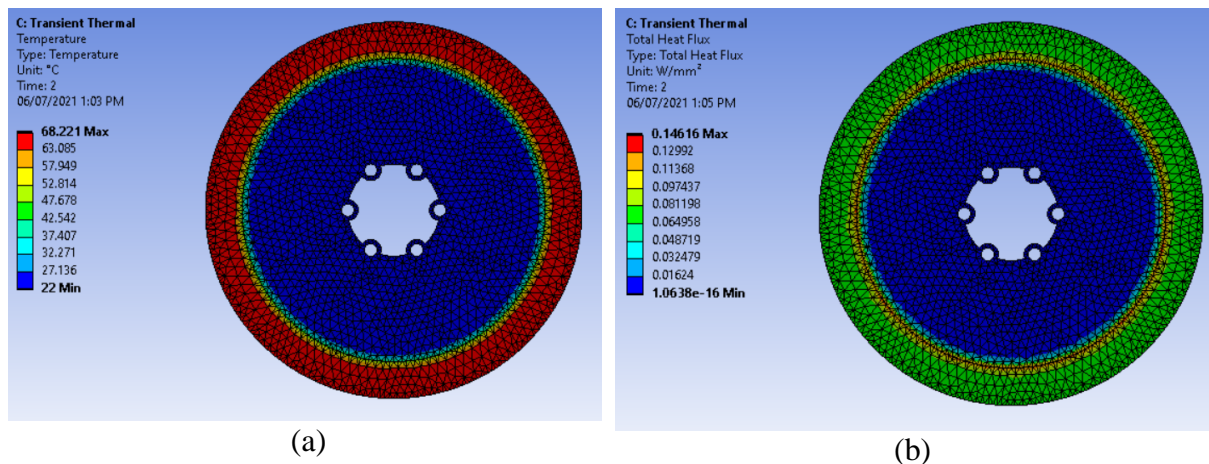 C: Transient Thermal
Temperature
Type: Temperature
Unit: °C
Time: 2
06/07/2021 1:03 PM
68.221 Max
63.085
57.949
52.814
47.678
42.542
37.407
32.271
27.136
22 Min
(a)
C: Transient Thermal
Total Heat Flux
Type: Total Heat Flux
Unit: W/mm²
Time: 2
06/07/2021 1:05 PM
0.14616 Max
0.12992
0.11368
0.097437
0.081198
0.064958
0.048719
0.032479
0.01624
1.0638e-16 Min
(b)